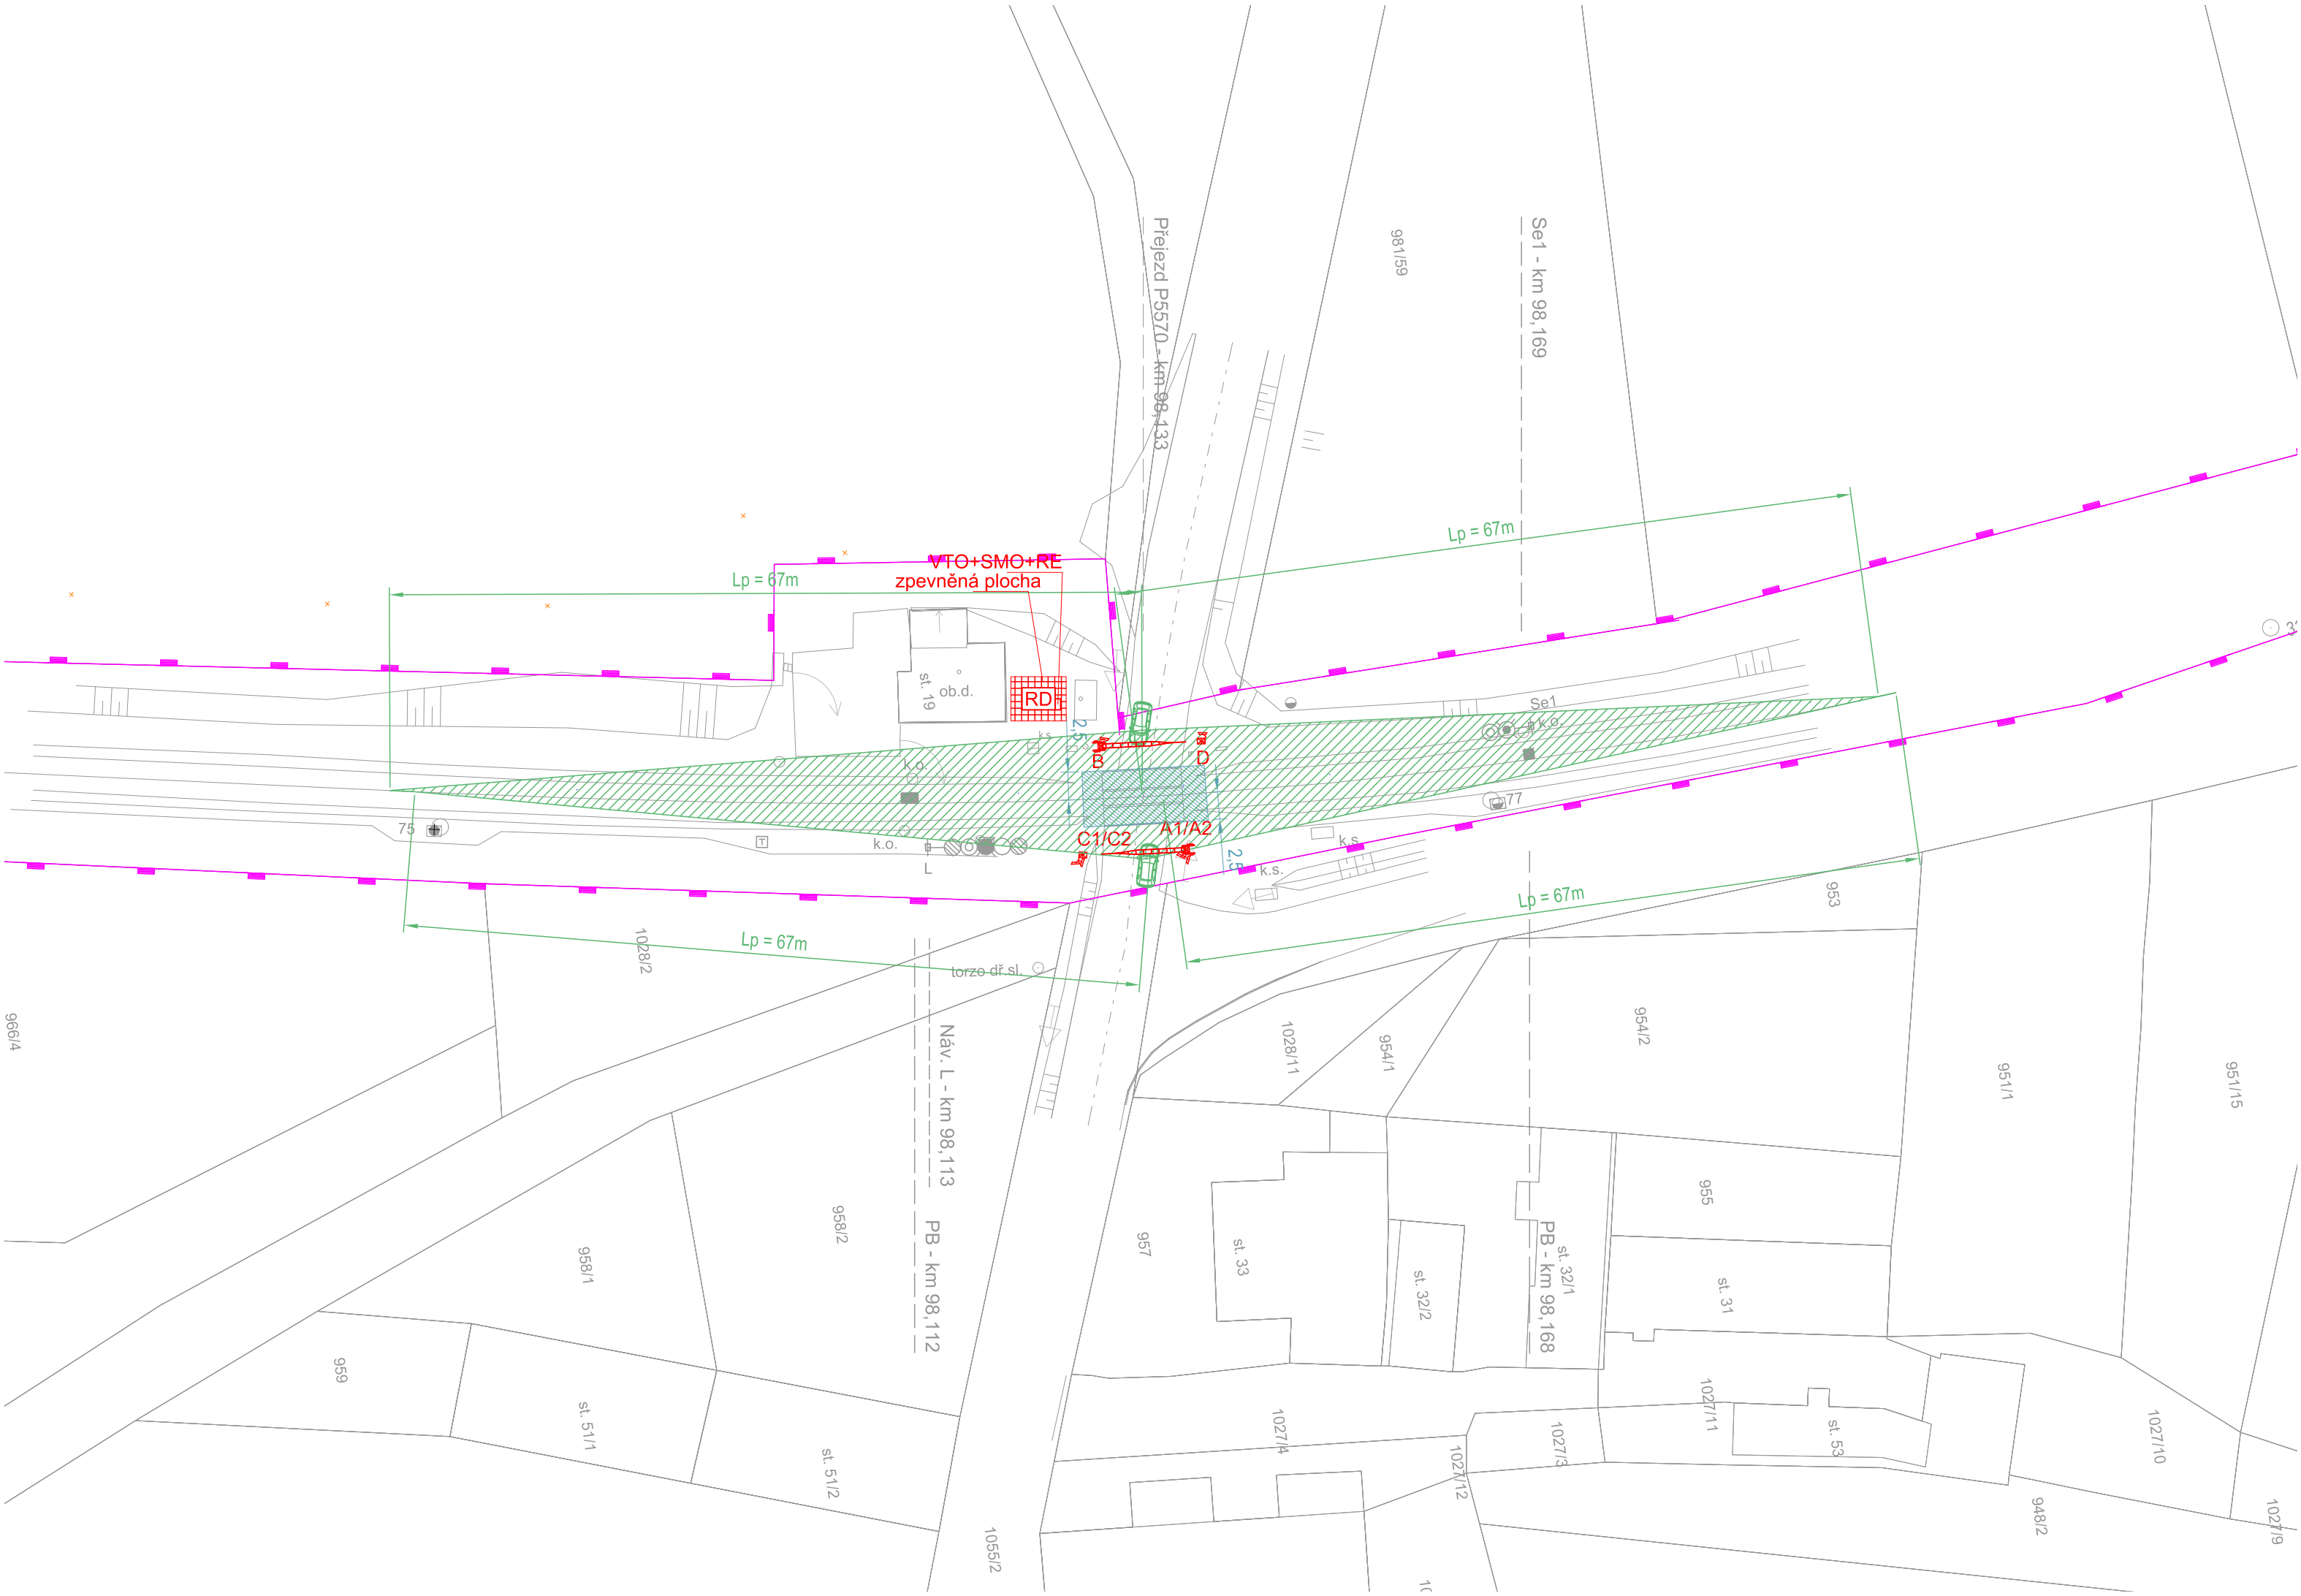 Přejezd P5570 - km 98,133
Se1 - km 98,169
981/59
Lp = 67m
VTO+SMO+RE
zpevněná plocha
Lp = 67m
st. 19
ob.d.
RD
2,5
k.s.
B
D
Se1
k.o.
k.o.
77
75
k.o.
L
C1/C2
A1/A2
2,5
k.s.
k.s.
Lp = 67m
Lp = 67m
953
1028/2
torzo dř.sl.
966/4
Náv. L - km 98,113
1028/11
954/1
954/2
951/1
951/15
PB - km 98,112
958/2
958/1
957
st. 33
st. 32/2
st. 32/1
PB - km 98,168
955
st. 31
959
st. 51/1
st. 51/2
1055/2
1027/4
1027/12
1027/3
1027/11
st. 53
1027/10
948/2
1027/9